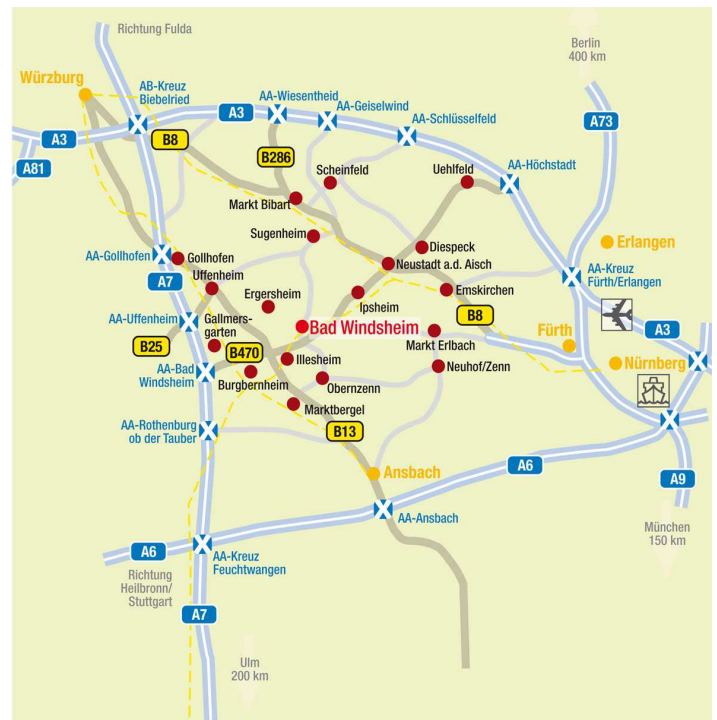 Richtung Fulda
Berlin
400 km
Würzburg
AB-Kreuz
Biebelried
AA-Wiesentheid
AA-Geiselwind
AA-Schlüsselfeld
A3
A3
A73
B8
A81
B286
Scheinfeld
Uehlfeld
AA-Höchstadt
Markt Bibart
Sugenheim
Diespeck
Erlangen
AA-Gollhofen
Gollhofen
Neustadt a.d. Aisch
AA-Kreuz
Fürth/Erlangen
A7
Uffenheim
Ergersheim
Emskirchen
Ipsheim
AA-Uffenheim
Gallmers-
garten
Bad Windsheim
B8
A3
Fürth
B25
B470
Markt Erlbach
Illesheim
Nürnberg
AA-Bad
Windsheim
Burgbernheim
Obernzenn
Neuhof/Zenn
Marktbergel
AA-Rothenburg
ob der Tauber
B13
Ansbach
A6
A9
AA-Ansbach
München
150 km
A6
AA-Kreuz
Feuchtwangen
Richtung
Heilbronn/
Stuttgart
A7
Ulm
200 km